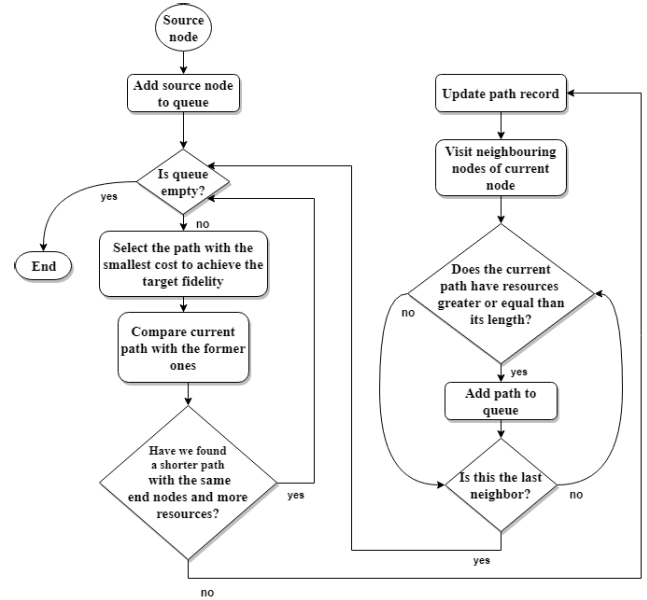 Source
node
Add source node
to queue
Is queue
empty?
yes
no
End
Select the path with the
smallest cost to achieve the
target fidelity
Compare current
path with the former
ones
Have we found
a shorter path
with the same
end nodes and more
resources?
yes
no
Update path record
Visit neighbouring
nodes of current
node
Does the current
path have resources
greater or equal than
its length?
no
yes
Add path to
queue
Is this the last
neighbor?
no
yes